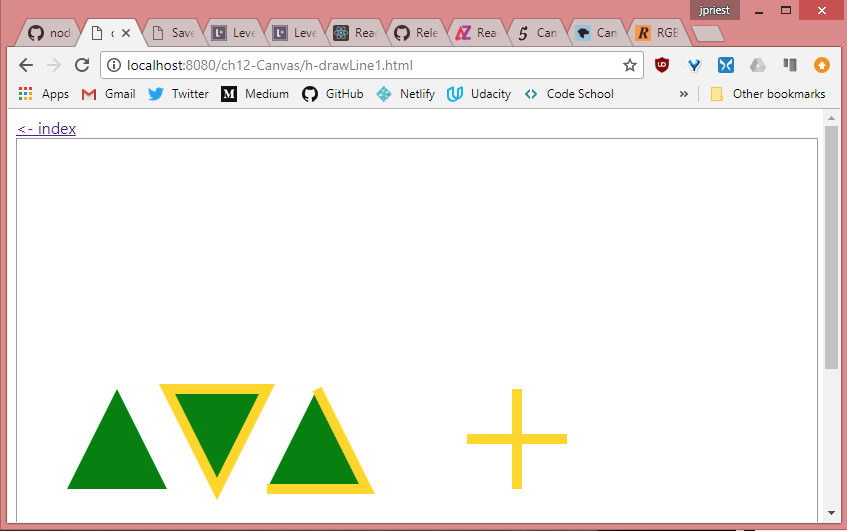 jpriest
nod c Save Leve Leve Rea Rele Rea Can Can RGB
localhost:8080/ch12-Canvas/h-drawLine1.html
Apps Gmail Twitter Medium GitHub Netlify Udacity Code School » Other bookmarks
<- index